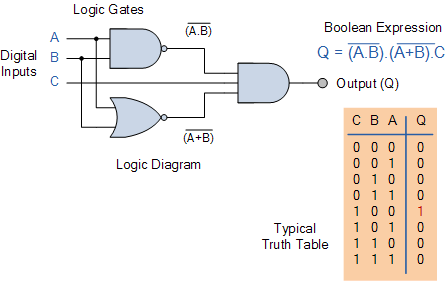 Logic Gates
(A.B)
Boolean Expression
Q = (A.B).(A+B).C
A
Digital Inputs
B
C
Output (Q)
(A+B)
Logic Diagram
C B A Q
0 0 0 0
0 0 1 0
0 1 0 0
0 1 1 0
1 0 0 1
1 0 1 0
1 1 0 0
1 1 1 0
Typical
Truth Table